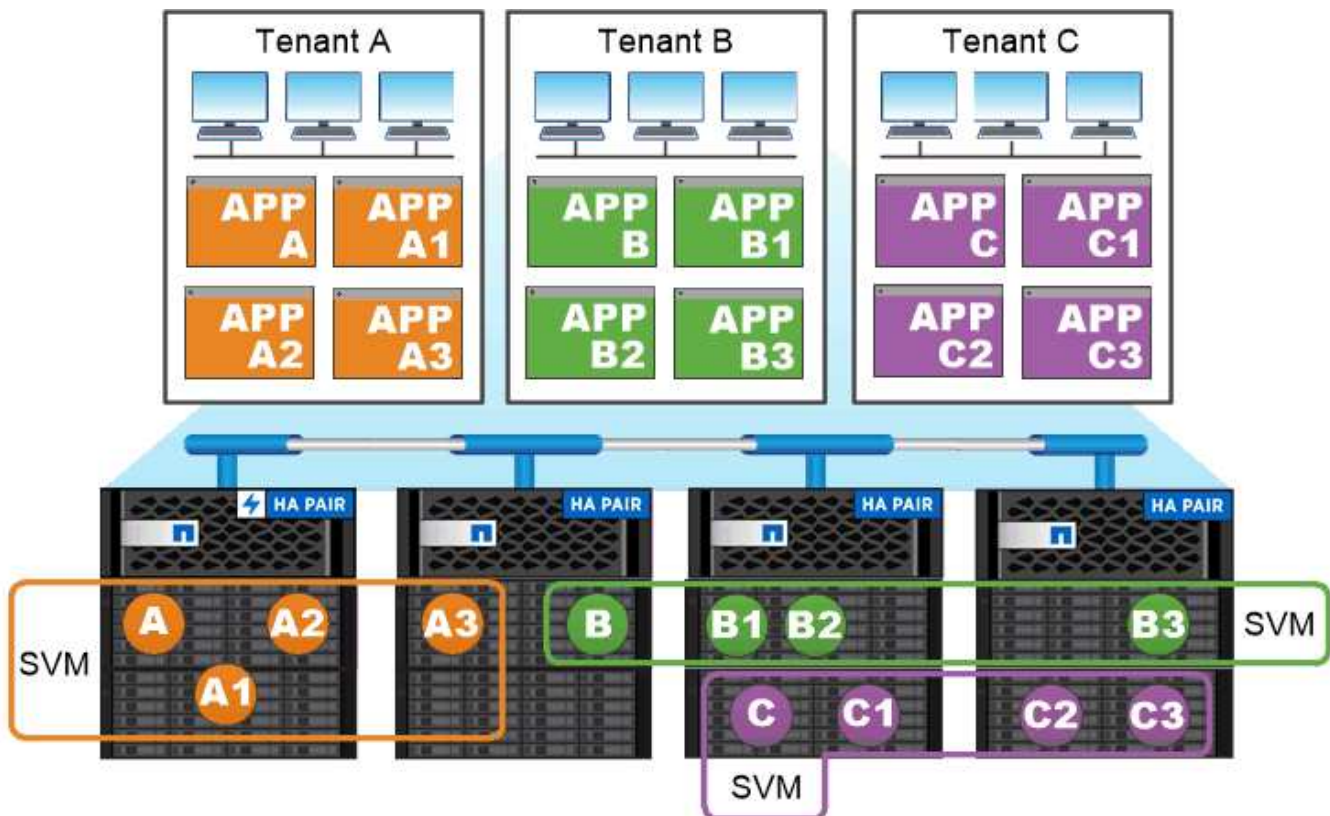 Tenant A
Tenant B
Tenant C
APP
A
APP
A1
APP
B
APP
B1
APP
C
APP
C1
APP
A2
APP
A3
APP
B2
APP
B3
APP
C2
APP
C3
HA PAIR
HA PAIR
HA PAIR
HA PAIR
SVM
A
A2
A1
A3
B
B1
B2
B3
SVM
C
C1
C2
C3
SVM